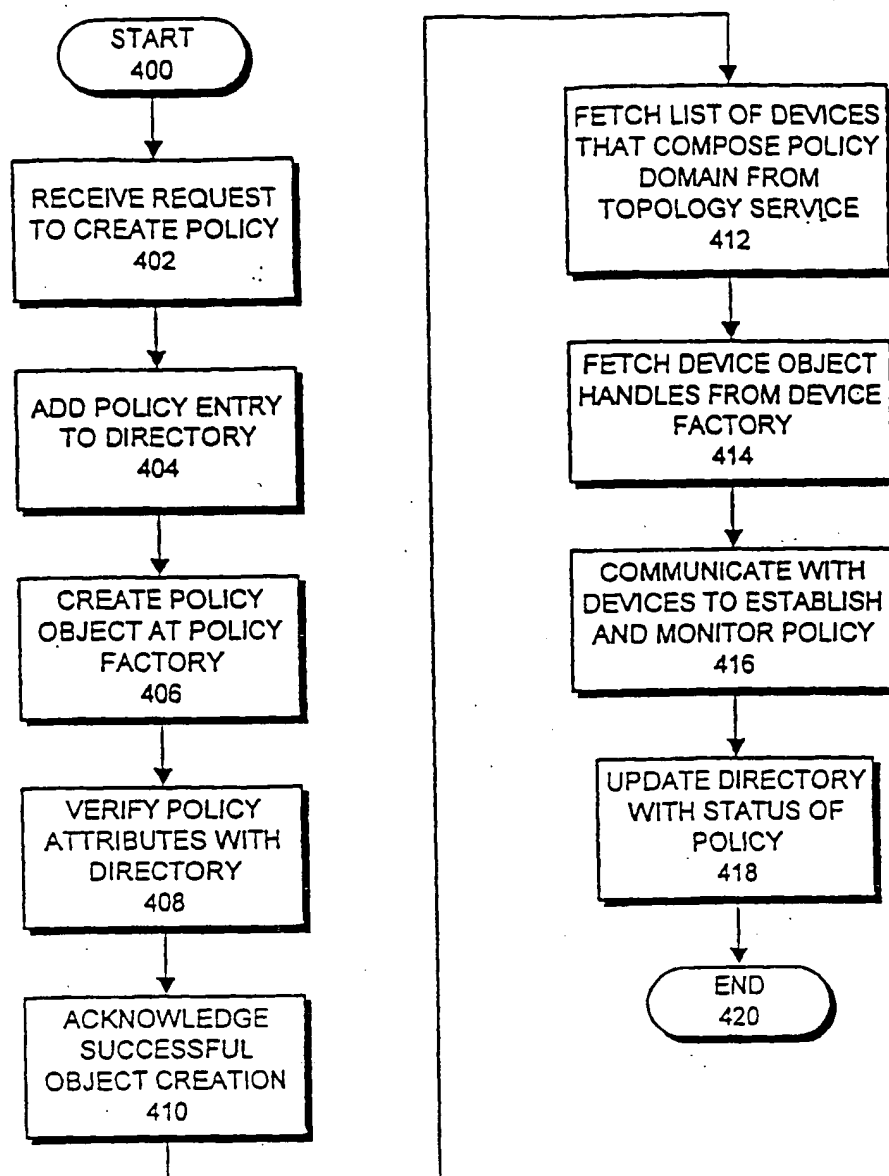 START
400
RECEIVE REQUEST
TO CREATE POLICY
402
ADD POLICY ENTRY
TO DIRECTORY
404
CREATE POLICY
OBJECT AT POLICY
FACTORY
406
VERIFY POLICY
ATTRIBUTES WITH
DIRECTORY
408
ACKNOWLEDGE
SUCCESSFUL
OBJECT CREATION
410
FETCH LIST OF DEVICES
THAT COMPOSE POLICY
DOMAIN FROM
TOPOLOGY SERVICE
412
FETCH DEVICE OBJECT
HANDLES FROM DEVICE
FACTORY
414
COMMUNICATE WITH
DEVICES TO ESTABLISH
AND MONITOR POLICY
416
UPDATE DIRECTORY
WITH STATUS OF
POLICY
418
END
420